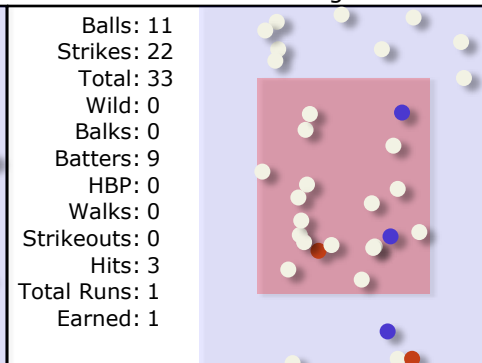 Balls: 11
Strikes: 22
Total: 33
Wild: 0
Balks: 0
Batters: 9
HBP: 0
Walks: 0
Strikeouts: 0
Hits: 3
Total Runs: 1
Earned: 1